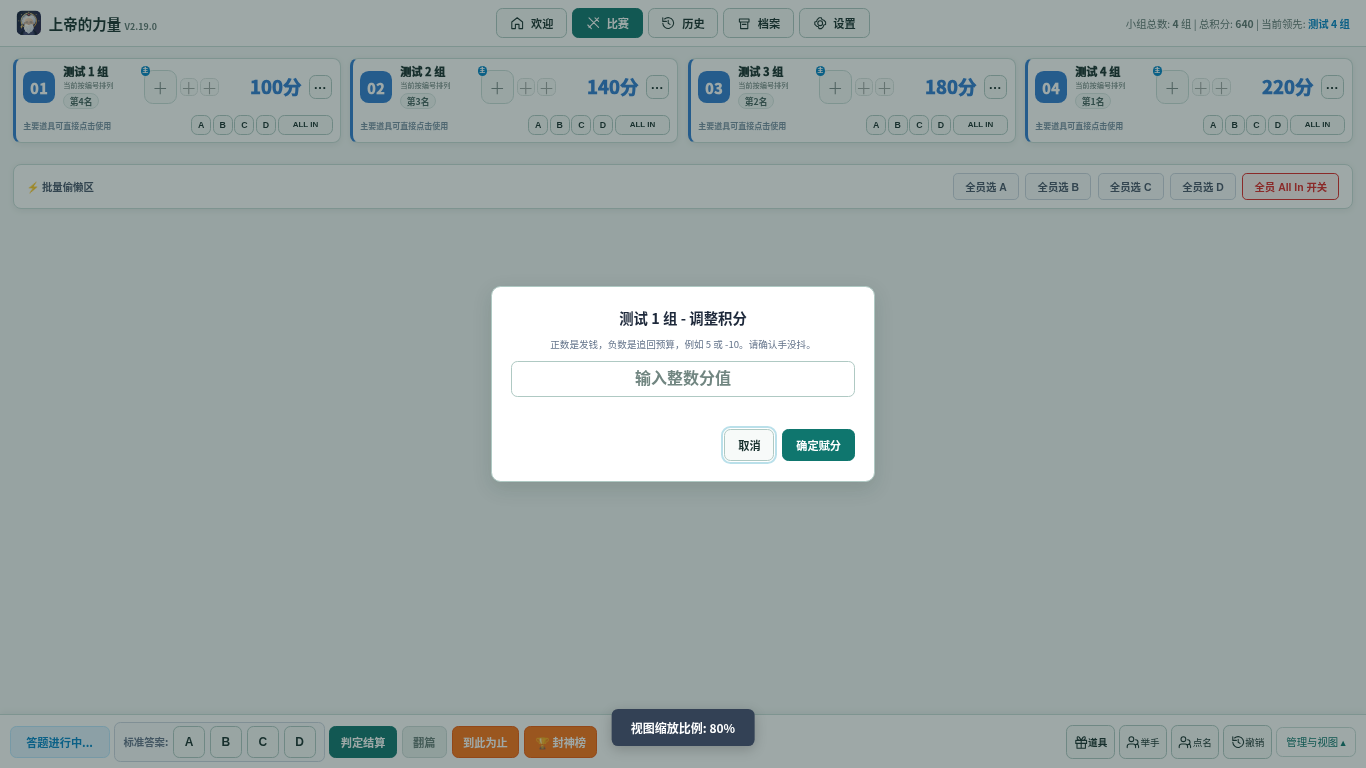 上帝的力量 V2.19.0
欢迎
比赛
历史
档案
设置
小组总数: 4 组 | 总积分: 640 | 当前领先: 测试 4 组
01
测试 1 组
当前按编号排列
第4名
主
100分
...
主要道具可直接点击使用
A B C D ALL IN
02
测试 2 组
当前按编号排列
第3名
主
140分
...
主要道具可直接点击使用
A B C D ALL IN
03
测试 3 组
当前按编号排列
第2名
主
180分
...
主要道具可直接点击使用
A B C D ALL IN
04
测试 4 组
当前按编号排列
第1名
主
220分
...
主要道具可直接点击使用
A B C D ALL IN
⚡ 批量偷懒区
全员选 A
全员选 B
全员选 C
全员选 D
全员 All In 开关
测试 1 组 - 调整积分
正数是发钱，负数是追回预算，例如 5 或 -10。请确认手没抖。
输入整数分值
取消
确定赋分
视图缩放比例: 80%
答题进行中...
标准答案: A B C D
判定结算
翻篇
到此为止
🏆 封神榜
道具
举手
点名
撤销
管理与视图 ▴